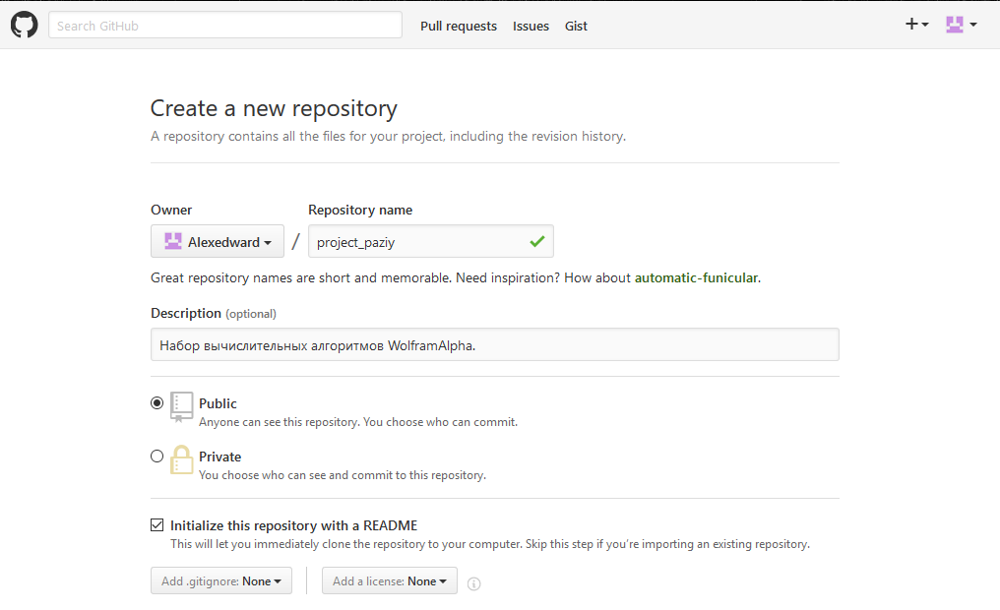 Search GitHub Pull requests Issues Gist
Create a new repository
A repository contains all the files for your project, including the revision history.
Owner Repository name
Alexedward / project_paziy
Great repository names are short and memorable. Need inspiration? How about automatic-funicular.
Description (optional)
Набор вычислительных алгоритмов WolframAlpha.
Public
Anyone can see this repository. You choose who can commit.
Private
You choose who can see and commit to this repository.
Initialize this repository with a README
This will let you immediately clone the repository to your computer. Skip this step if you're importing an existing repository.
Add .gitignore: None Add a license: None